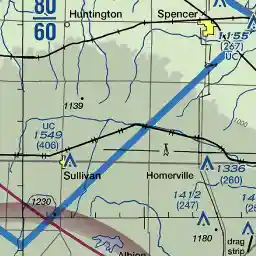 80
60
Huntington
Spencer
1155
(267)
UC
1139
1000
UC
1549
(406)
Sullivan
Homerville
1336
(260)
1412
(247)
1230
1180
drag
strip
Albion